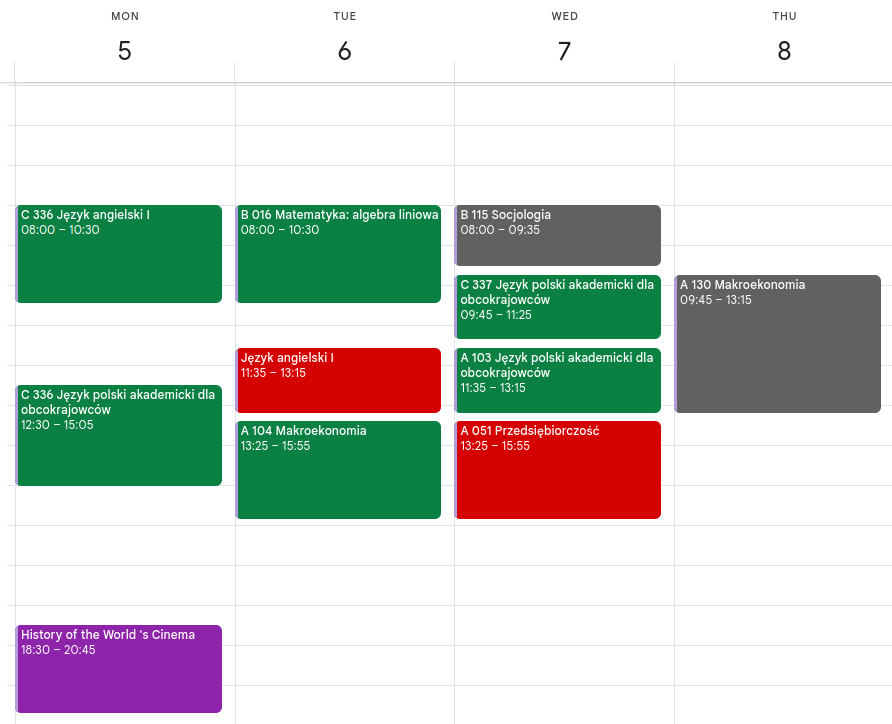 MON
5
TUE
6
WED
7
THU
8
C 336 Język angielski I
08:00 – 10:30
C 336 Język polski akademicki dla
obcokrajowców
12:30 – 15:05
History of the World 's Cinema
18:30 – 20:45
B 016 Matematyka: algebra liniowa
08:00 – 10:30
Język angielski I
11:35 – 13:15
A 104 Makroekonomia
13:25 – 15:55
B 115 Socjologia
08:00 – 09:35
C 337 Język polski akademicki dla
obcokrajowców
09:45 – 11:25
A 103 Język polski akademicki dla
obcokrajowców
11:35 – 13:15
A 051 Przedsiębiorczość
13:25 – 15:55
A 130 Makroekonomia
09:45 – 13:15